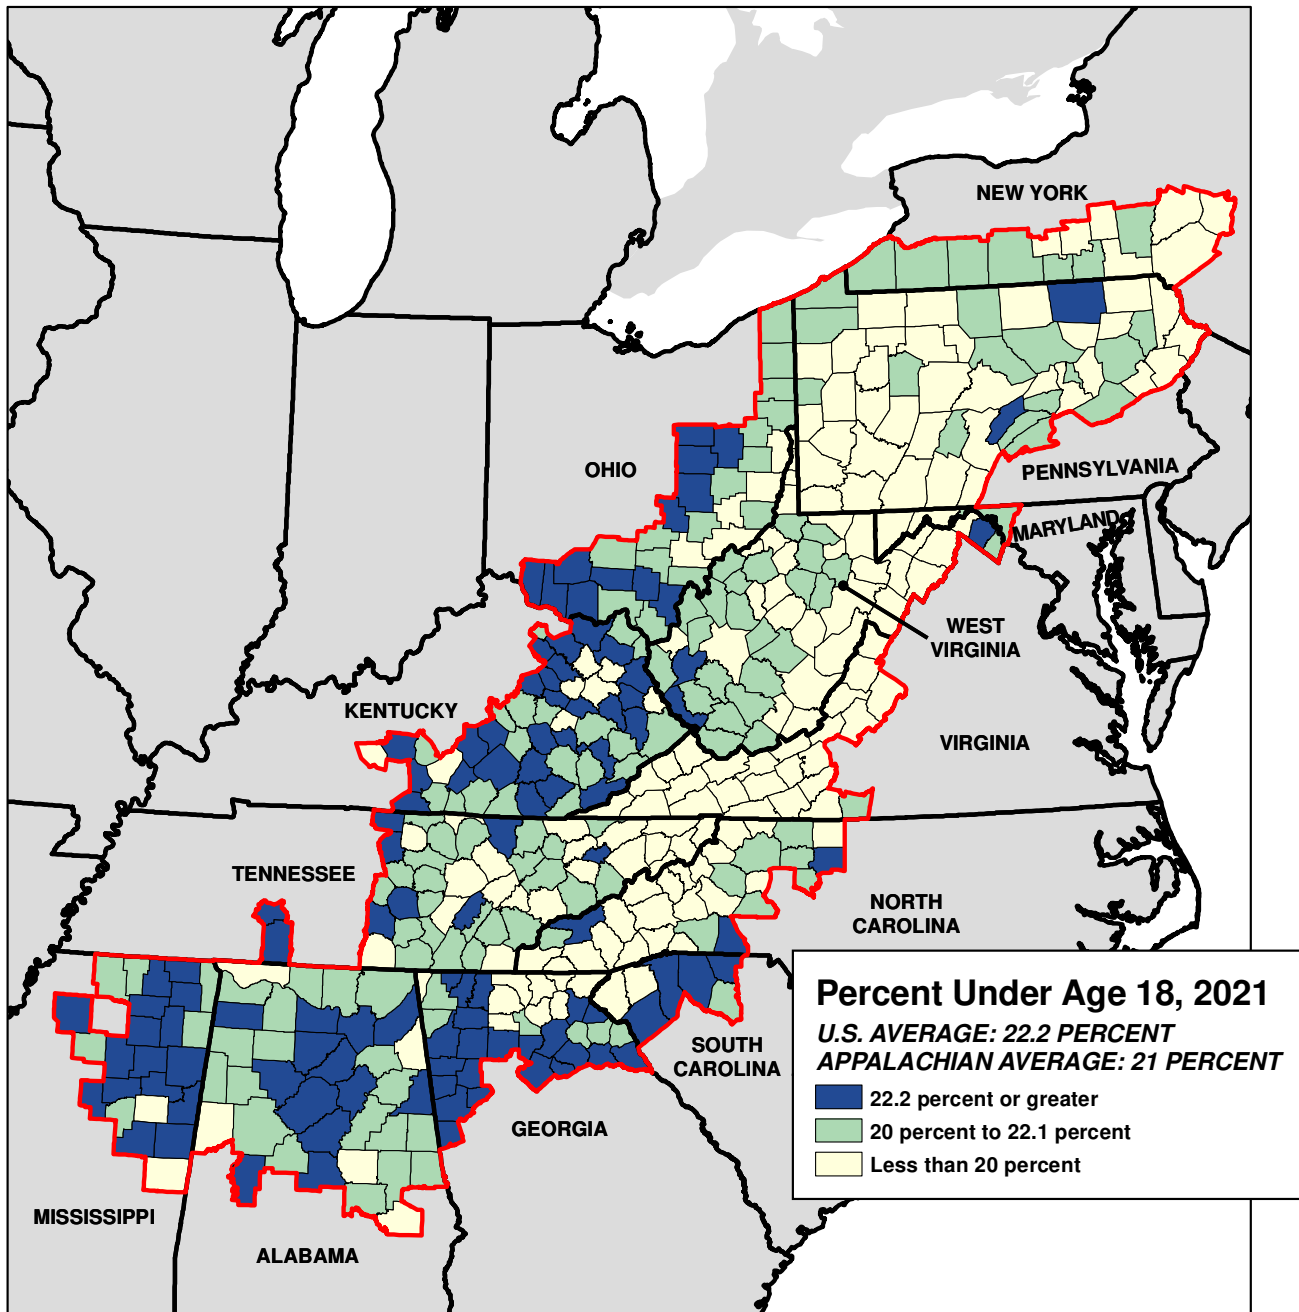 NEW YORK
OHIO
PENNSYLVANIA
MARYLAND
WEST
VIRGINIA
KENTUCKY
VIRGINIA
TENNESSEE
NORTH
CAROLINA
SOUTH
CAROLINA
GEORGIA
MISSISSIPPI
ALABAMA
Percent Under Age 18, 2021
U.S. AVERAGE: 22.2 PERCENT
APPALACHIAN AVERAGE: 21 PERCENT
22.2 percent or greater
20 percent to 22.1 percent
Less than 20 percent